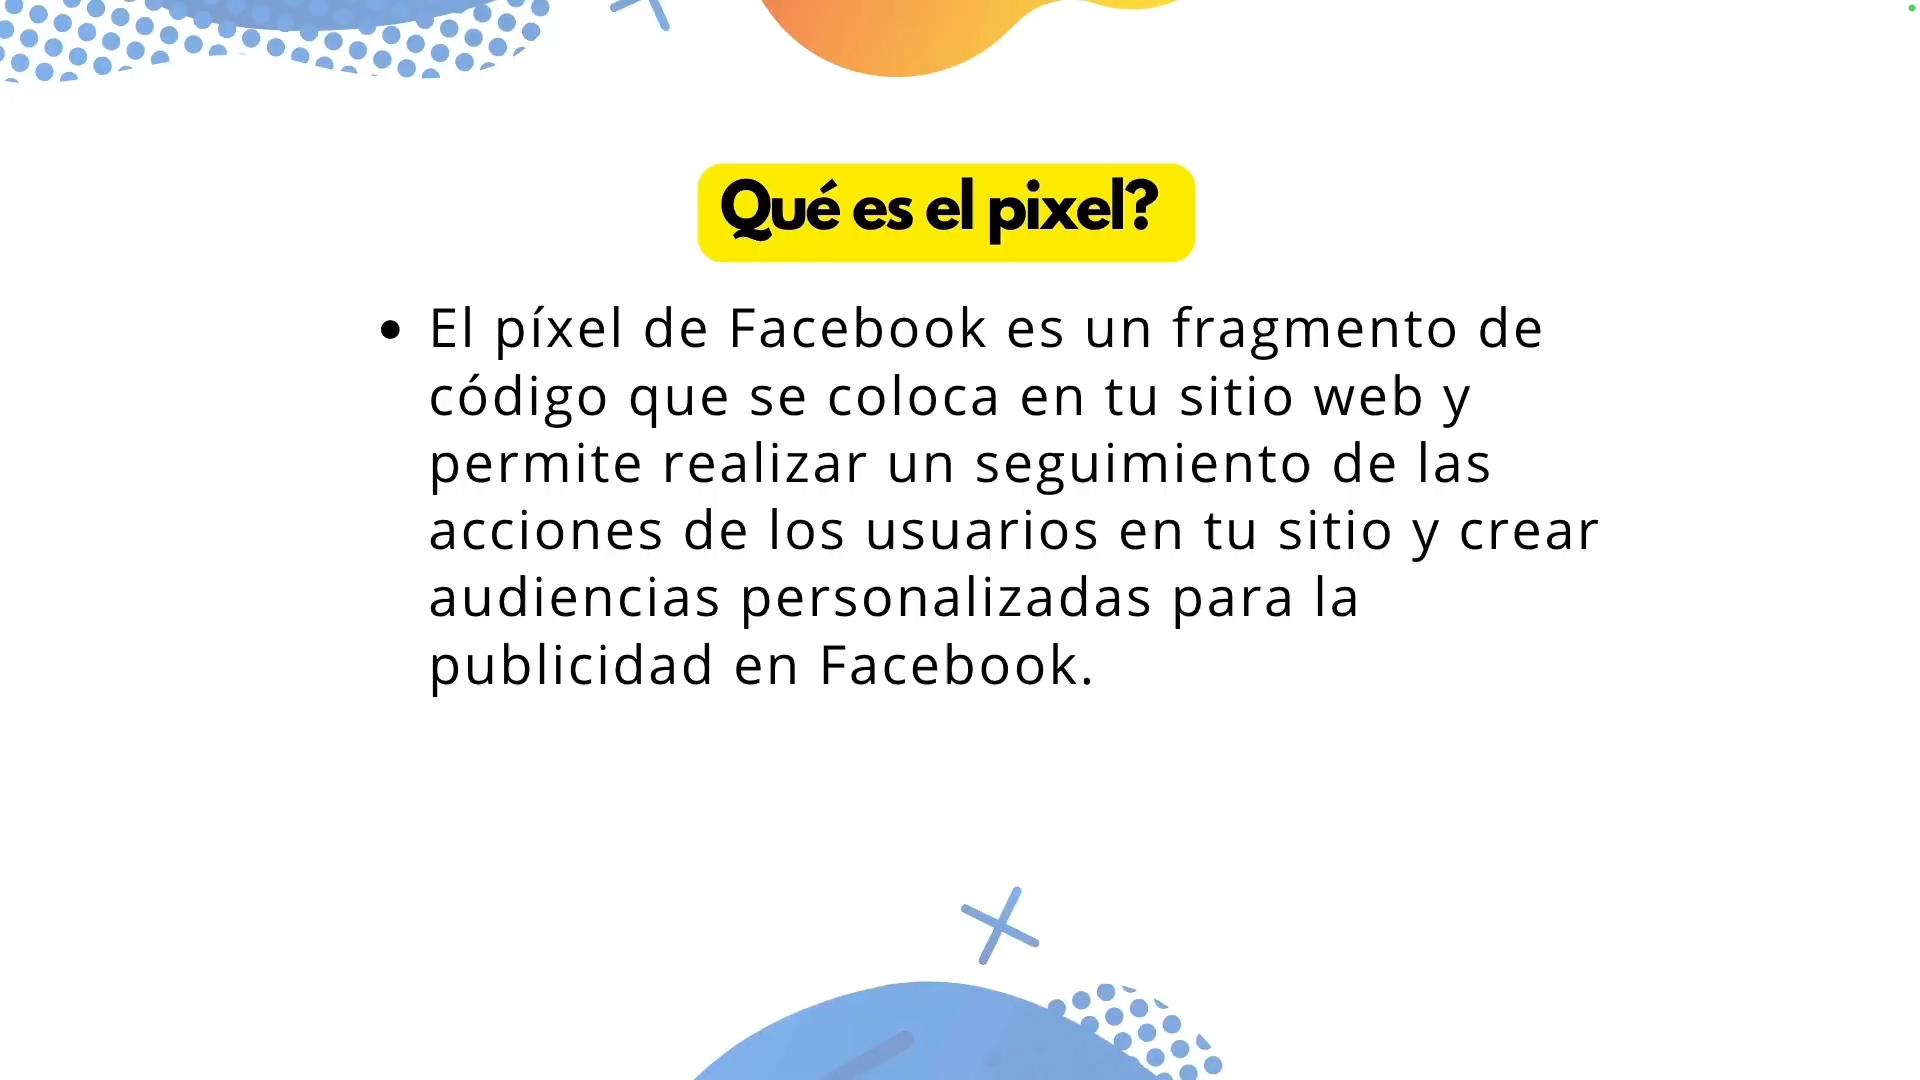 Qué es el pixel?
• El píxel de Facebook es un fragmento de
código que se coloca en tu sitio web y
permite realizar un seguimiento de las
acciones de los usuarios en tu sitio y crear
audiencias personalizadas para la
publicidad en Facebook.